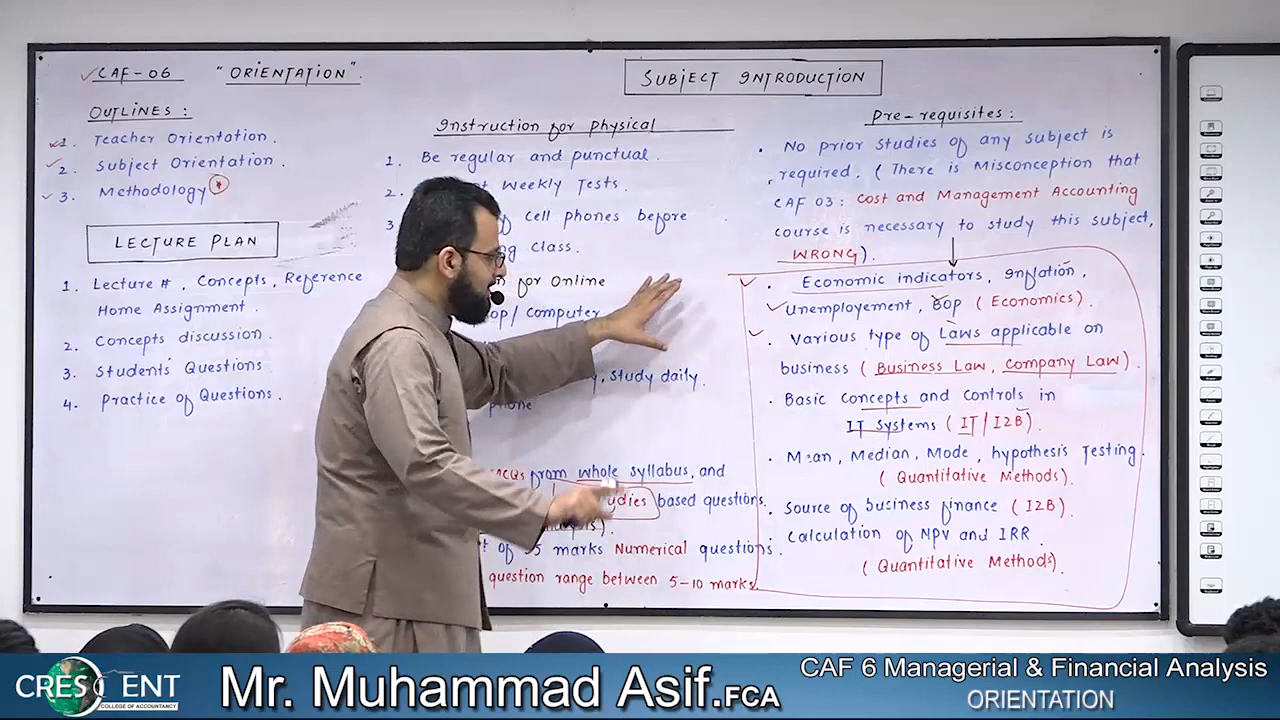 CAF-06 "ORIENTATION".
SUBJECT INTRODUCTION
OUTLINES :
1. Teacher Orientation.
2. Subject Orientation.
3. Methodology
LECTURE PLAN
1. Lecture #, Concepts, Reference
Home Assignment.
2. Concepts discussion.
3. Students' Questions
4. Practice of Questions.
Instruction for physical
1. Be regular and punctual.
2. Weekly Tests.
3 cell phones before
class.
for Online
computer
, study daily.
phone
MCQs from whole syllabus, and
based questions.
of 35 marks Numerical questions.
question range between 5-10 marks.
Pre-requisites :
• No prior studies of any subject is
required. (There is Misconception that
CAF 03: Cost and Management Accounting
course is necessary to study this subject,
WRONG).
• Economic indicators, Inflation,
Unemployement, GDP (Economics).
Various type of Laws applicable on
business (Business Law, Company Law).
• Basic concepts and Controls in
IT Systems (IT/I2B).
Mean, Median, Mode, hypothesis Testing.
(Quantitative Methods).
• Source of business finance (I2B).
• Calculation of NPV and IRR.
(Quantitative Methods).
CRESCENT
COLLEGE OF ACCOUNTANCY
Mr. Muhammad Asif.FCA
CAF 6 Managerial & Financial Analysis
ORIENTATION